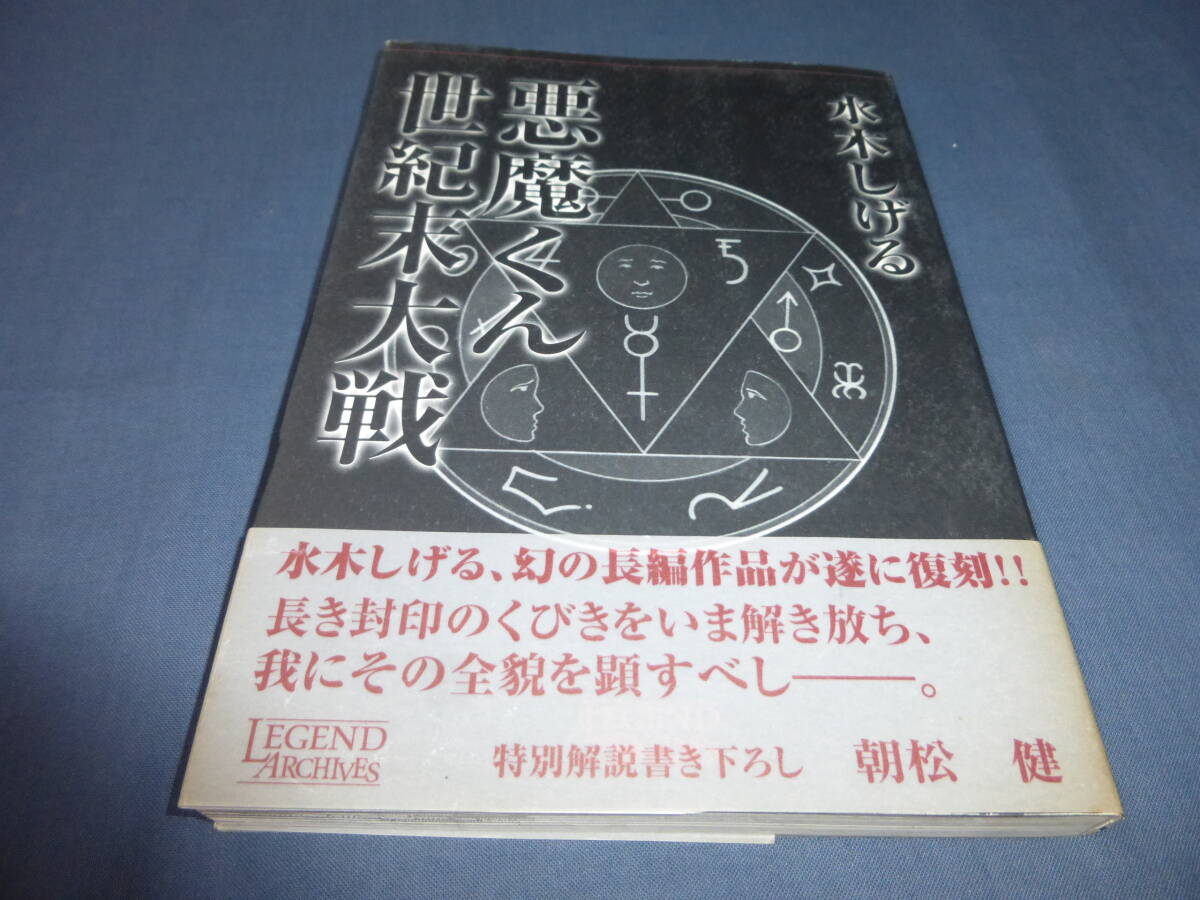 水木しげる
悪魔くん
世紀末大戦
水木しげる、幻の長編作品が遂に復刻!!
長き封印のくびきをいま解き放ち、
我にその全貌を顕すべし――。
LEGEND
ARCHIVES
特別解説書き下ろし 朝松 健